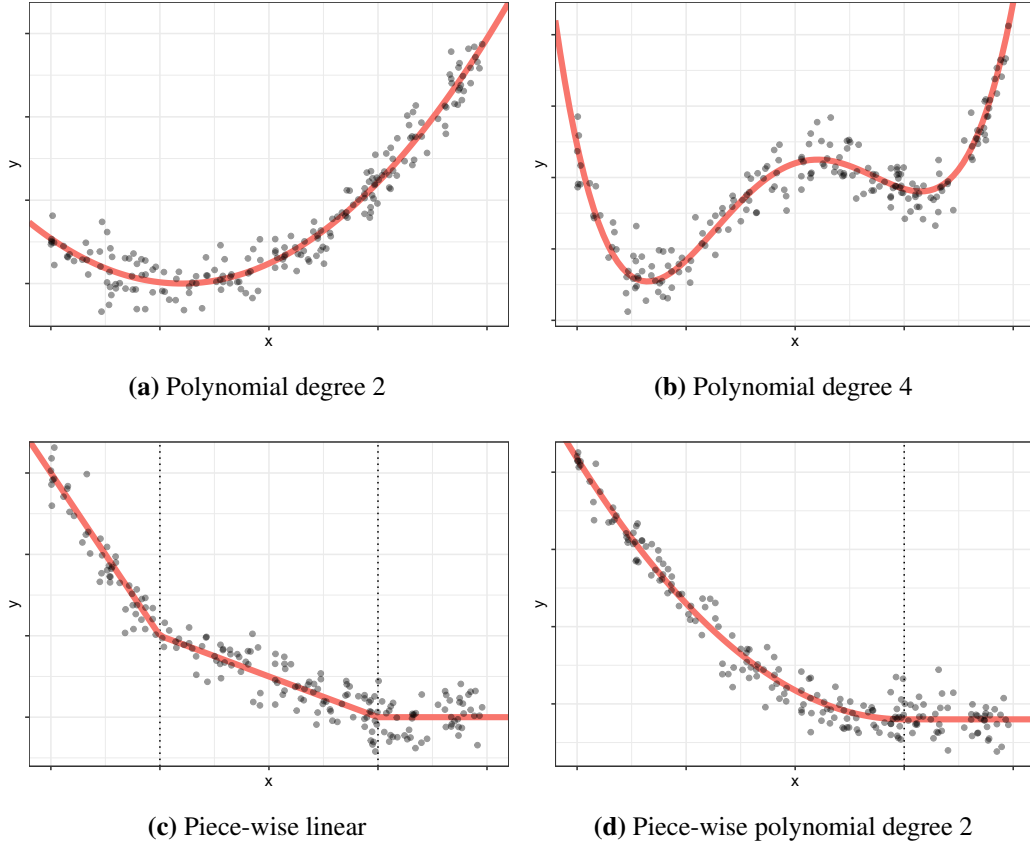 y
y
x
x
(a) Polynomial degree 2
(b) Polynomial degree 4
y
y
x
x
(c) Piece-wise linear
(d) Piece-wise polynomial degree 2